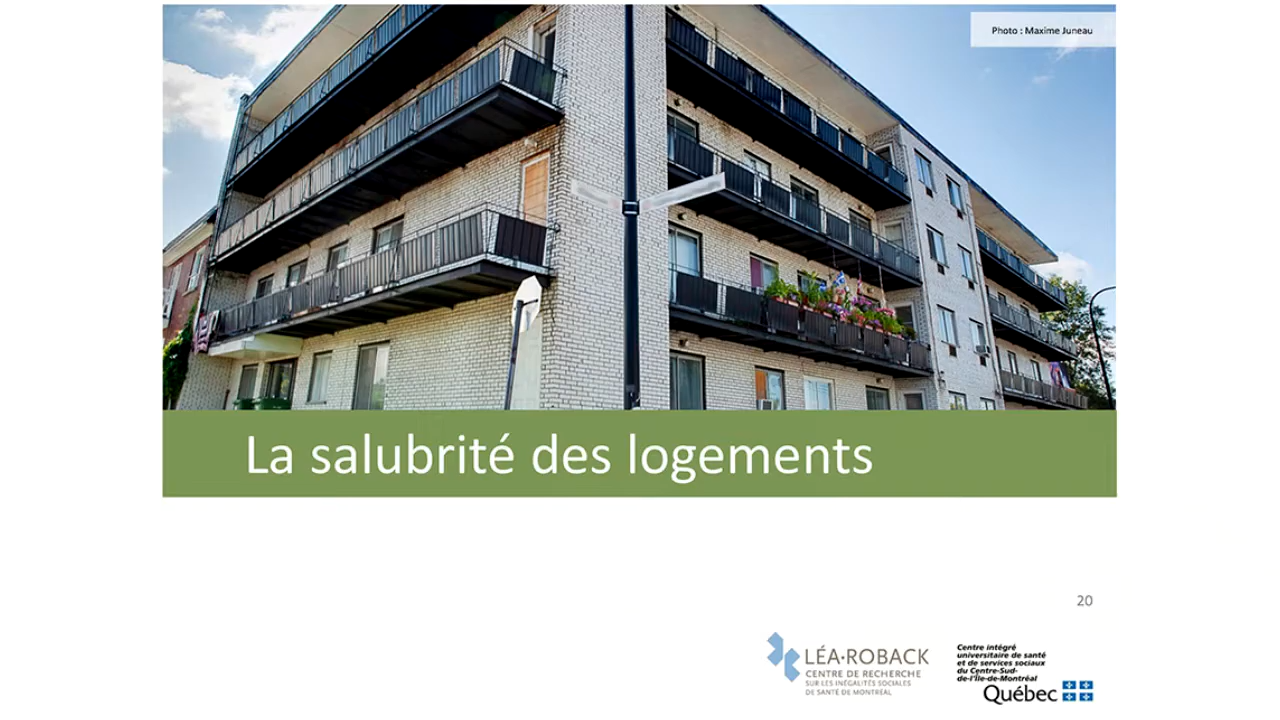 Photo : Maxime Juneau
La salubrité des logements
20
LÉA·ROBACK
CENTRE DE RECHERCHE
SUR LES INÉGALITÉS SOCIALES
DE SANTÉ DE MONTRÉAL
Centre intégré
universitaire de santé
et de services sociaux
du Centre-Sud-
de-l'Île-de-Montréal
Québec